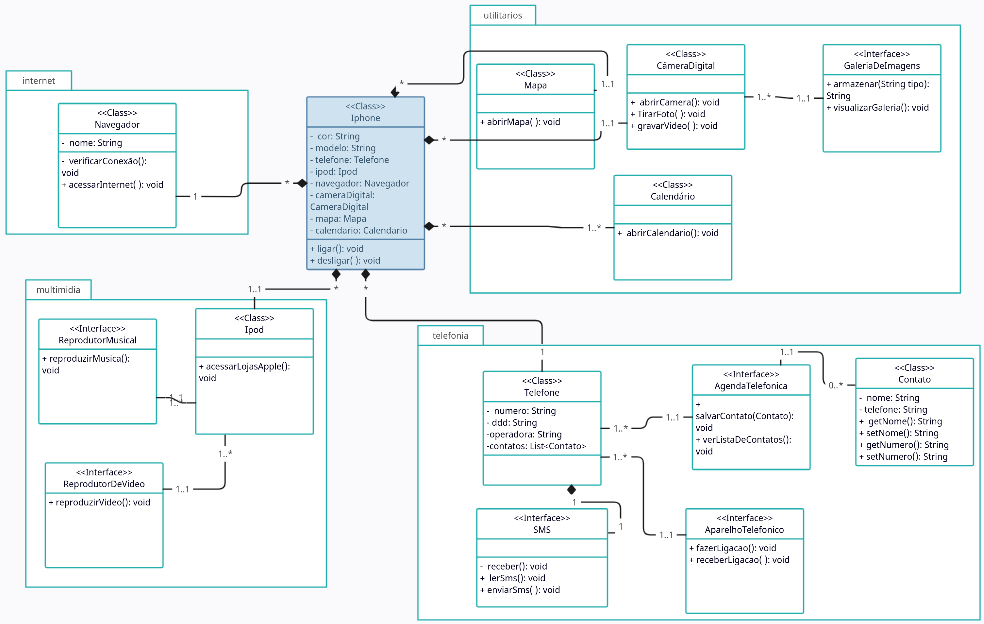 utilitarios
<<Class>>
Mapa
+ abrirMapa( ): void
<<Class>>
CâmeraDigital
+ abrirCamera(): void
+ TirarFoto( ): void
+ gravarVideo( ): void
<<Interface>>
GaleriaDeImagens
+ armazenar(String tipo):
String
+ visualizarGaleria(): void
1..*
1..1
<<Class>>
Calendário
+ abrirCalendario(): void
*
1..1
*
1..1
*
1..*
internet
<<Class>>
Navegador
- nome: String
- verificarConexão():
void
+ acessarInternet( ): void
1
*
<<Class>>
Iphone
- cor: String
- modelo: String
- telefone: Telefone
- ipod: Ipod
- navegador: Navegador
- cameraDigital:
CameraDigital
- mapa: Mapa
- calendario: Calendario
+ ligar(): void
+ desligar( ): void
multimidia
1..1
*
*
<<Interface>>
ReprodutorMusical
+ reproduzirMusica():
void
<<Class>>
Ipod
+ acessarLojasApple():
void
1..1
1..*
1..*
1..1
<<Interface>>
ReprodutorDeVideo
+ reproduzirVideo(): void
telefonia
1
<<Class>>
Telefone
- numero: String
- ddd: String
-operadora: String
-contatos: List<Contato>
1..*
1..1
1..*
1..1
1
1
<<Interface>>
SMS
- receber(): void
+ lerSms(): void
+ enviarSms( ): void
<<Interface>>
AgendaTelefonica
+
salvarContato(Contato):
void
+ verListaDeContatos():
void
1..1
0..*
<<Class>>
Contato
- nome: String
- telefone: String
+ getNome(): String
+ setNome(): String
+ getNumero(): String
+ setNumero(): String
<<Interface>>
AparelhoTelefonico
+ fazerLigacao(): void
+ receberLigacao( ): void